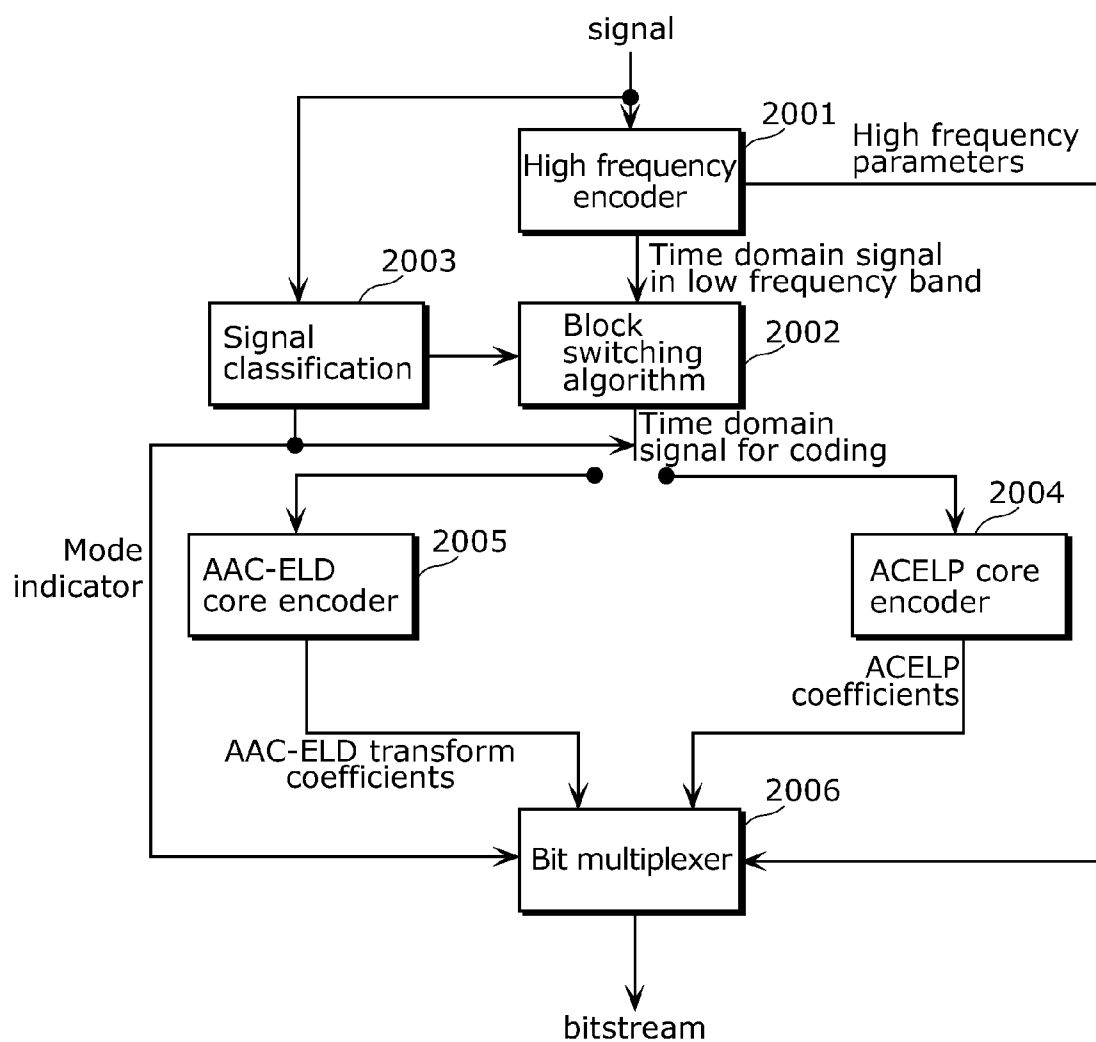 signal
2001
High frequency
encoder
High frequency
parameters
Time domain signal
in low frequency band
2003
Signal
classification
2002
Block
switching
algorithm
Time domain
signal for coding
Mode
indicator
2005
AAC-ELD
core encoder
2004
ACELP core
encoder
ACELP
coefficients
AAC-ELD transform
coefficients
2006
Bit multiplexer
bitstream